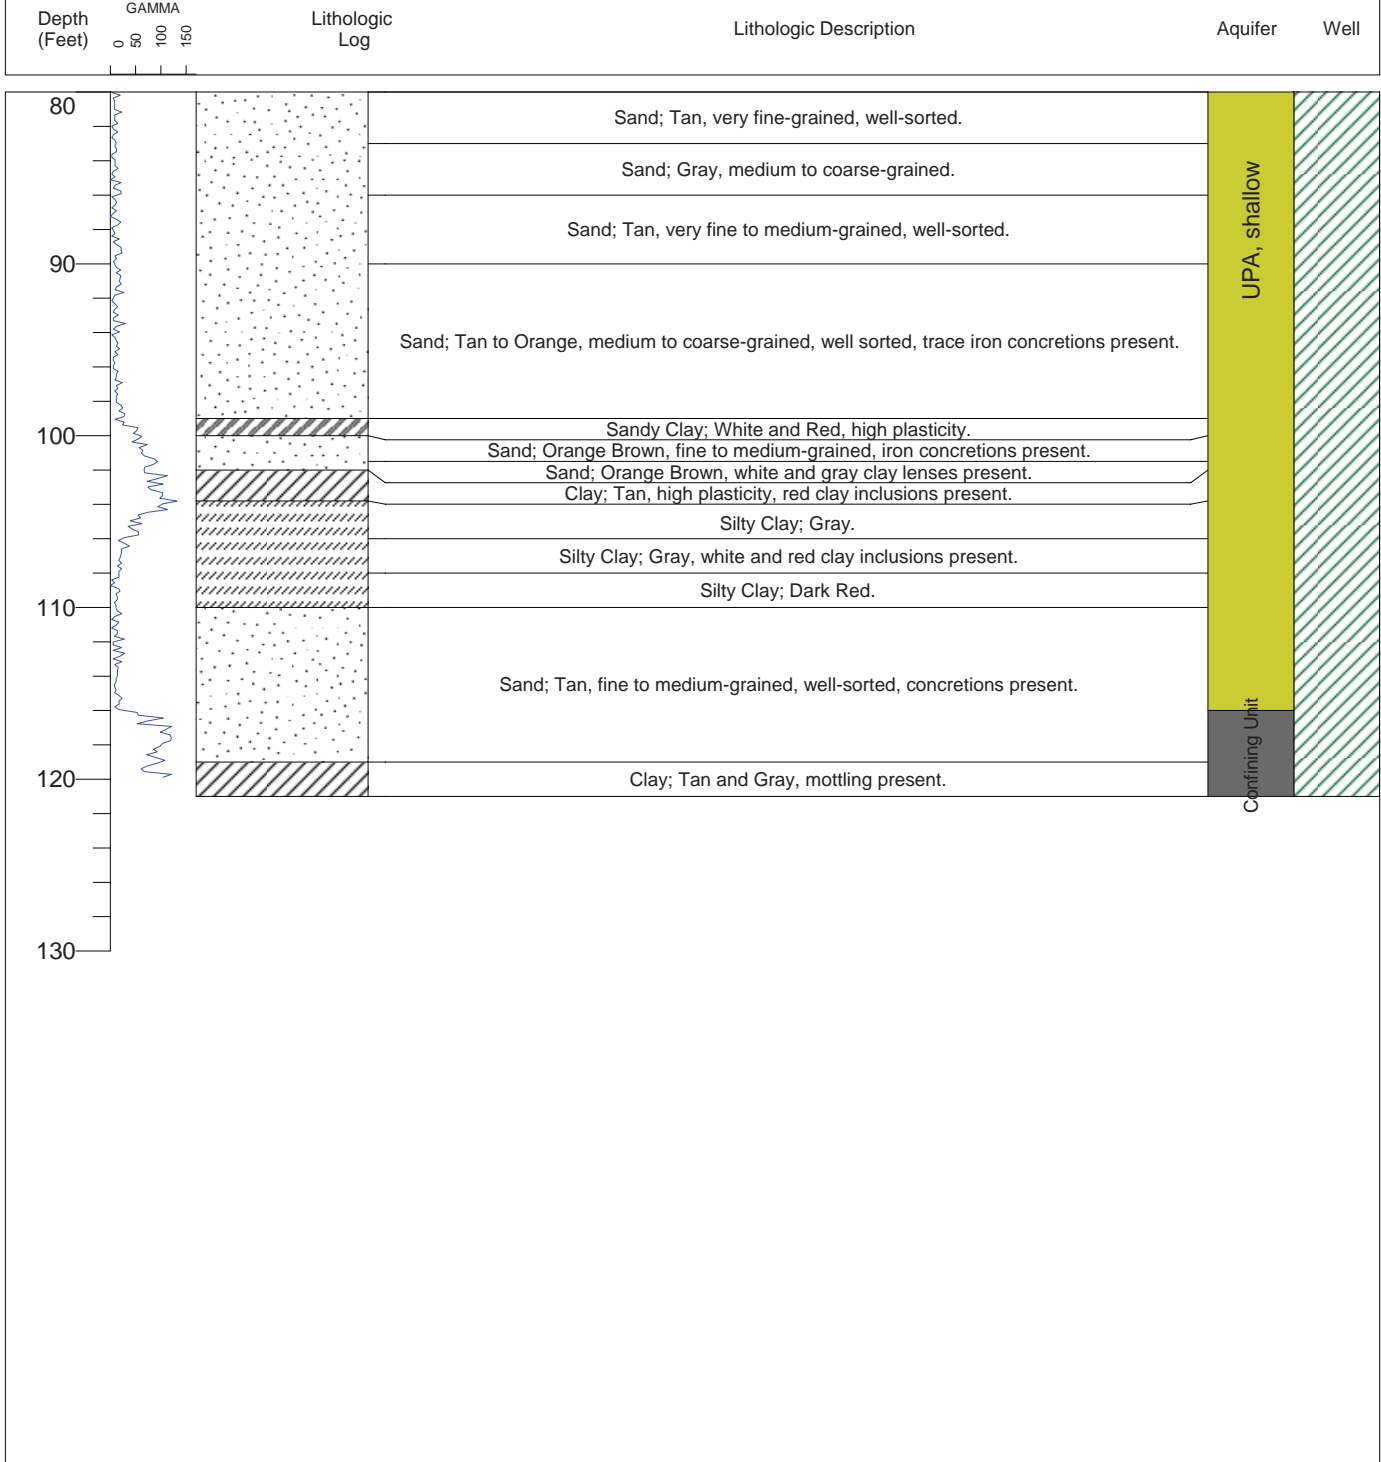 Depth
(Feet)
GAMMA
0
50
100
150
Lithologic
Log
Lithologic Description
Aquifer
Well
80
Sand; Tan, very fine-grained, well-sorted.
Sand; Gray, medium to coarse-grained.
UPA, shallow
Sand; Tan, very fine to medium-grained, well-sorted.
90
Sand; Tan to Orange, medium to coarse-grained, well sorted, trace iron concretions present.
Sandy Clay; White and Red, high plasticity.
100
Sand; Orange Brown, fine to medium-grained, iron concretions present.
Sand; Orange Brown, white and gray clay lenses present.
Clay; Tan, high plasticity, red clay inclusions present.
Silty Clay; Gray.
Silty Clay; Gray, white and red clay inclusions present.
Silty Clay; Dark Red.
110
Sand; Tan, fine to medium-grained, well-sorted, concretions present.
Confining Unit
120
Clay; Tan and Gray, mottling present.
130